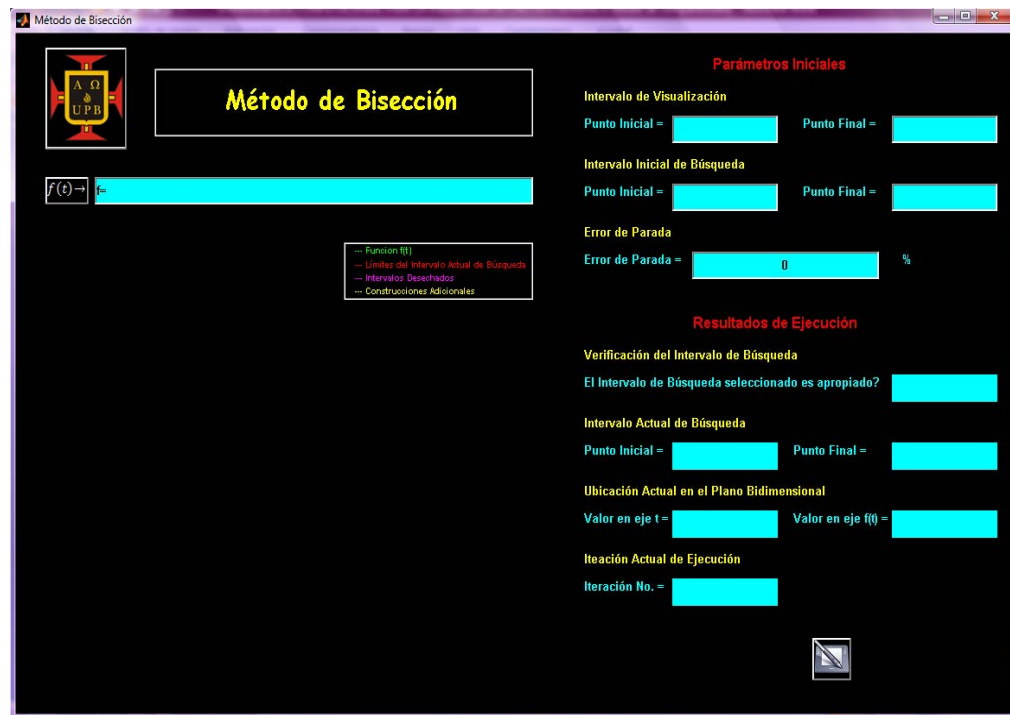 Método de Bisección
Α Ω
UPB
Método de Bisección
f(t)→ f=
--- Funcion f(t)
--- Límites del Intervalo Actual de Búsqueda
--- Intervalos Desechados
--- Construcciones Adicionales
Parámetros Iniciales
Intervalo de Visualización
Punto Inicial = Punto Final =
Intervalo Inicial de Búsqueda
Punto Inicial = Punto Final =
Error de Parada
Error de Parada = 0 %
Resultados de Ejecución
Verificación del Intervalo de Búsqueda
El Intervalo de Búsqueda seleccionado es apropiado?
Intervalo Actual de Búsqueda
Punto Inicial = Punto Final =
Ubicación Actual en el Plano Bidimensional
Valor en eje t = Valor en eje f(t) =
Iteación Actual de Ejecución
Iteración No. =